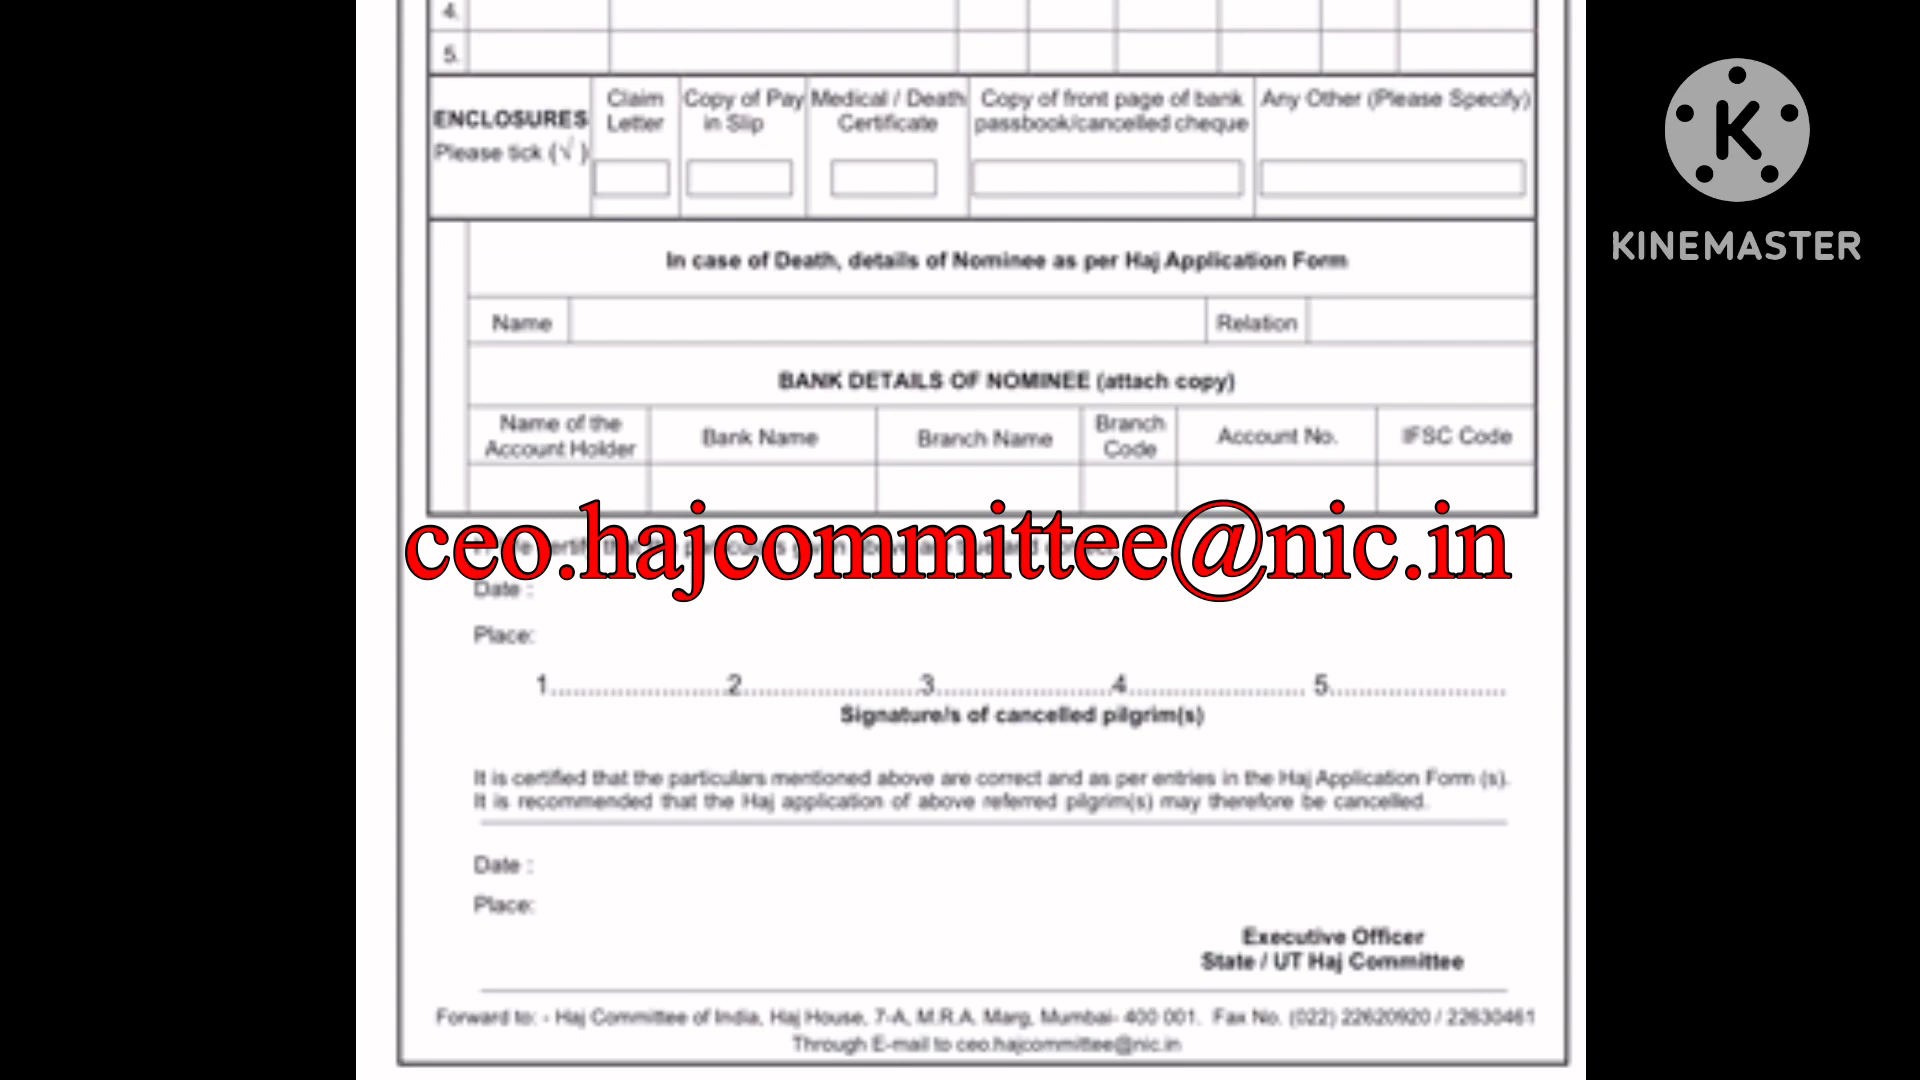 4.
5.
ENCLOSURES
Please tick (√ )
Claim Letter
Copy of Pay in Slip
Medical / Death Certificate
Copy of front page of bank passbook/cancelled cheque
Any Other (Please Specify)
In case of Death, details of Nominee as per Haj Application Form
Name
Relation
BANK DETAILS OF NOMINEE (attach copy)
Name of the Account Holder
Bank Name
Branch Name
Branch Code
Account No.
IFSC Code
ceo.hajcommittee@nic.in
Date :
Place:
1. 2 3 4 5.
Signature/s of cancelled pilgrim(s)
It is certified that the particulars mentioned above are correct and as per entries in the Haj Application Form (s).
It is recommended that the Haj application of above referred pilgrim(s) may therefore be cancelled.
Date :
Place:
Executive Officer
State / UT Haj Committee
Forward to: - Haj Committee of India, Haj House, 7-A, M.R.A. Marg, Mumbai- 400 001. Fax No. (022) 22620920 / 22630461
Through E-mail to ceo.hajcommittee@nic.in
K
KINEMASTER